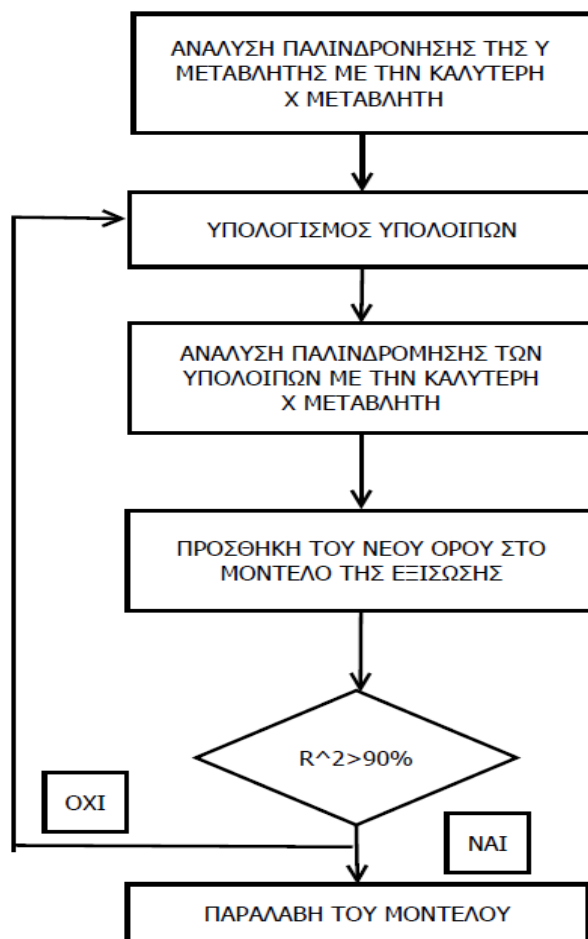 ΑΝΑΛΥΣΗ ΠΑΛΙΝΔΡΟΝΗΣΗΣ ΤΗΣ Υ
ΜΕΤΑΒΛΗΤΗΣ ΜΕ ΤΗΝ ΚΑΛΥΤΕΡΗ
Χ ΜΕΤΑΒΛΗΤΗ
ΥΠΟΛΟΓΙΣΜΟΣ ΥΠΟΛΟΙΠΩΝ
ΑΝΑΛΥΣΗ ΠΑΛΙΝΔΡΟΜΗΣΗΣ ΤΩΝ
ΥΠΟΛΟΙΠΩΝ ΜΕ ΤΗΝ ΚΑΛΥΤΕΡΗ
Χ ΜΕΤΑΒΛΗΤΗ
ΠΡΟΣΘΗΚΗ ΤΟΥ ΝΕΟΥ ΟΡΟΥ ΣΤΟ
ΜΟΝΤΕΛΟ ΤΗΣ ΕΞΙΣΩΣΗΣ
R^2>90%
ΟΧΙ
ΝΑΙ
ΠΑΡΑΛΑΒΗ ΤΟΥ ΜΟΝΤΕΛΟΥ